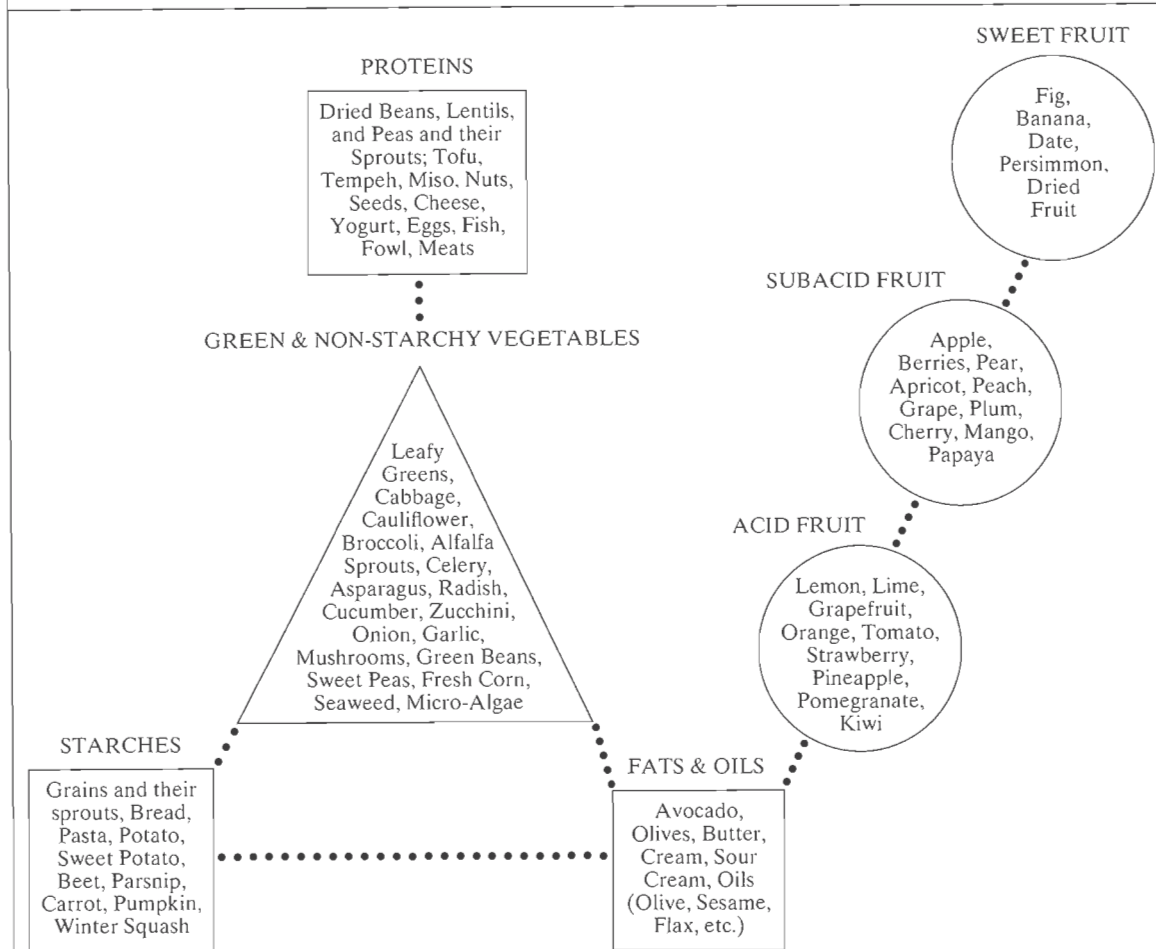 PROTEINS
Dried Beans, Lentils,
and Peas and their
Sprouts; Tofu,
Tempeh, Miso, Nuts,
Seeds, Cheese,
Yogurt, Eggs, Fish,
Fowl, Meats
GREEN & NON-STARCHY VEGETABLES
Leafy
Greens,
Cabbage,
Cauliflower,
Broccoli, Alfalfa
Sprouts, Celery,
Asparagus, Radish,
Cucumber, Zucchini,
Onion, Garlic,
Mushrooms, Green Beans,
Sweet Peas, Fresh Corn,
Seaweed, Micro-Algae
STARCHES
Grains and their
sprouts, Bread,
Pasta, Potato,
Sweet Potato,
Beet, Parsnip,
Carrot, Pumpkin,
Winter Squash
FATS & OILS
Avocado,
Olives, Butter,
Cream, Sour
Cream, Oils
(Olive, Sesame,
Flax, etc.)
ACID FRUIT
Lemon, Lime,
Grapefruit,
Orange, Tomato,
Strawberry,
Pineapple,
Pomegranate,
Kiwi
SUBACID FRUIT
Apple,
Berries, Pear,
Apricot, Peach,
Grape, Plum,
Cherry, Mango,
Papaya
SWEET FRUIT
Fig,
Banana,
Date,
Persimmon,
Dried
Fruit